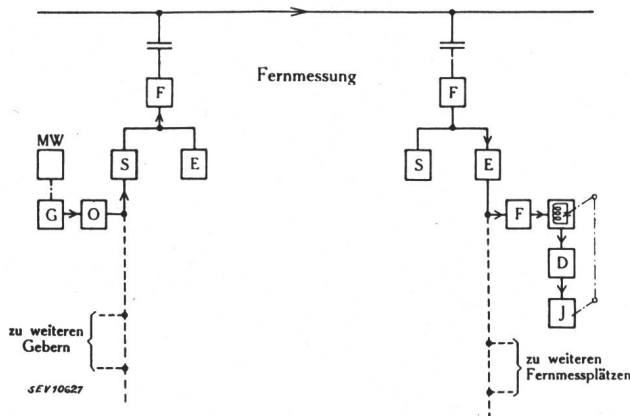 Fernmessung
F
F
MW
S
E
S
E
G
O
F
D
J
zu weiteren
Gebern
zu weiteren
Fernmessplätzen
SEV10627